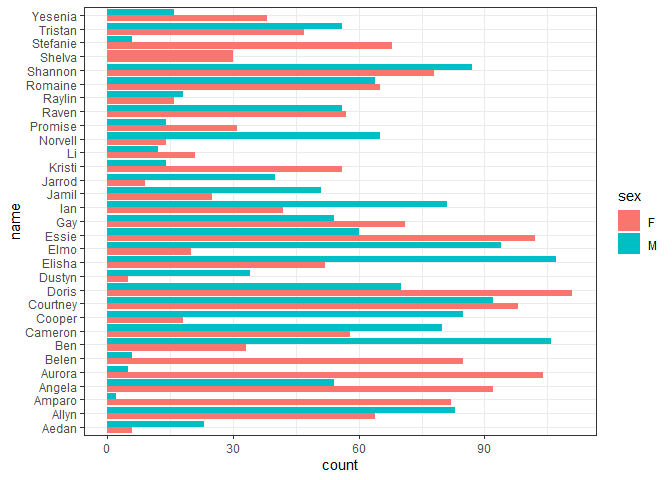 Yesenia
Tristan
Stefanie
Shelva
Shannon
Romaine
Raylin
Raven
Promise
Norvell
Li
Kristi
Jarrod
Jamil
Ian
Gay
Essie
Elmo
Elisha
Dustyn
Doris
Courtney
Cooper
Cameron
Ben
Belen
Aurora
Angela
Amparo
Allyn
Aedan
name
0 30 60 90
count
sex
F
M